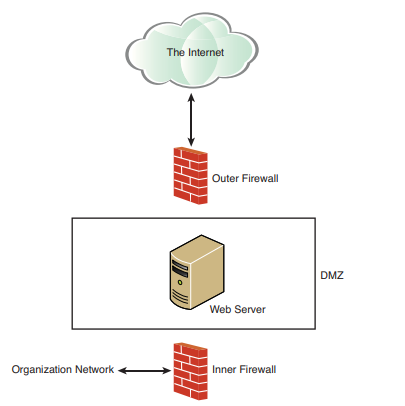 The Internet
Outer Firewall
DMZ
Web Server
Organization Network
Inner Firewall